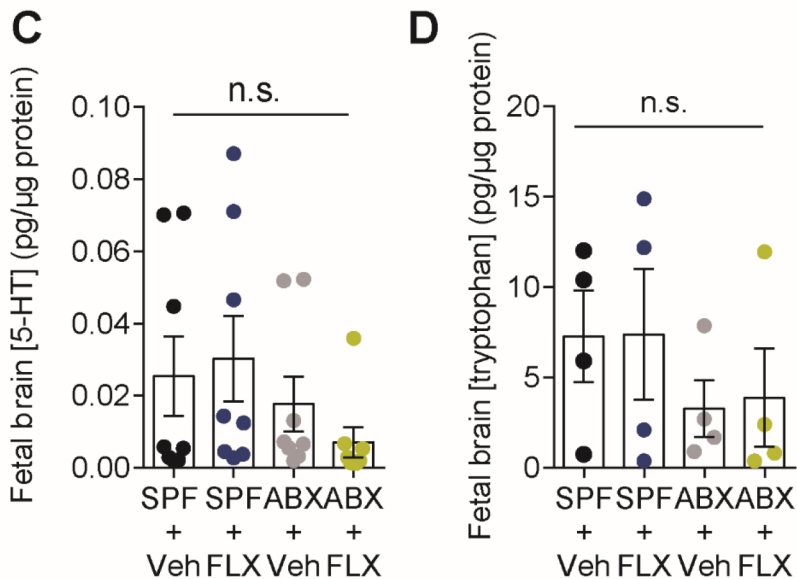 C
Fetal brain [5-HT] (pg/µg protein)
n.s.
0.10
0.08
0.06
0.04
0.02
0.00
SPF SPF ABX ABX
+ + + +
Veh FLX Veh FLX
D
Fetal brain [tryptophan] (pg/µg protein)
n.s.
20
15
10
5
0
SPF SPF ABX ABX
+ + + +
Veh FLX Veh FLX